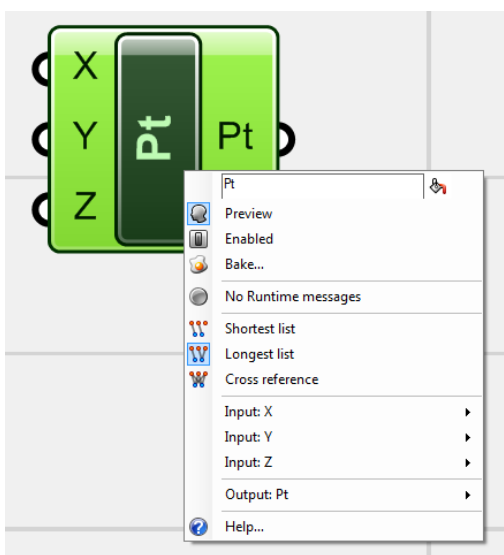 X
Y
Z
Pt
Pt
Pt
Preview
Enabled
Bake...
No Runtime messages
Shortest list
Longest list
Cross reference
Input: X
Input: Y
Input: Z
Output: Pt
Help...